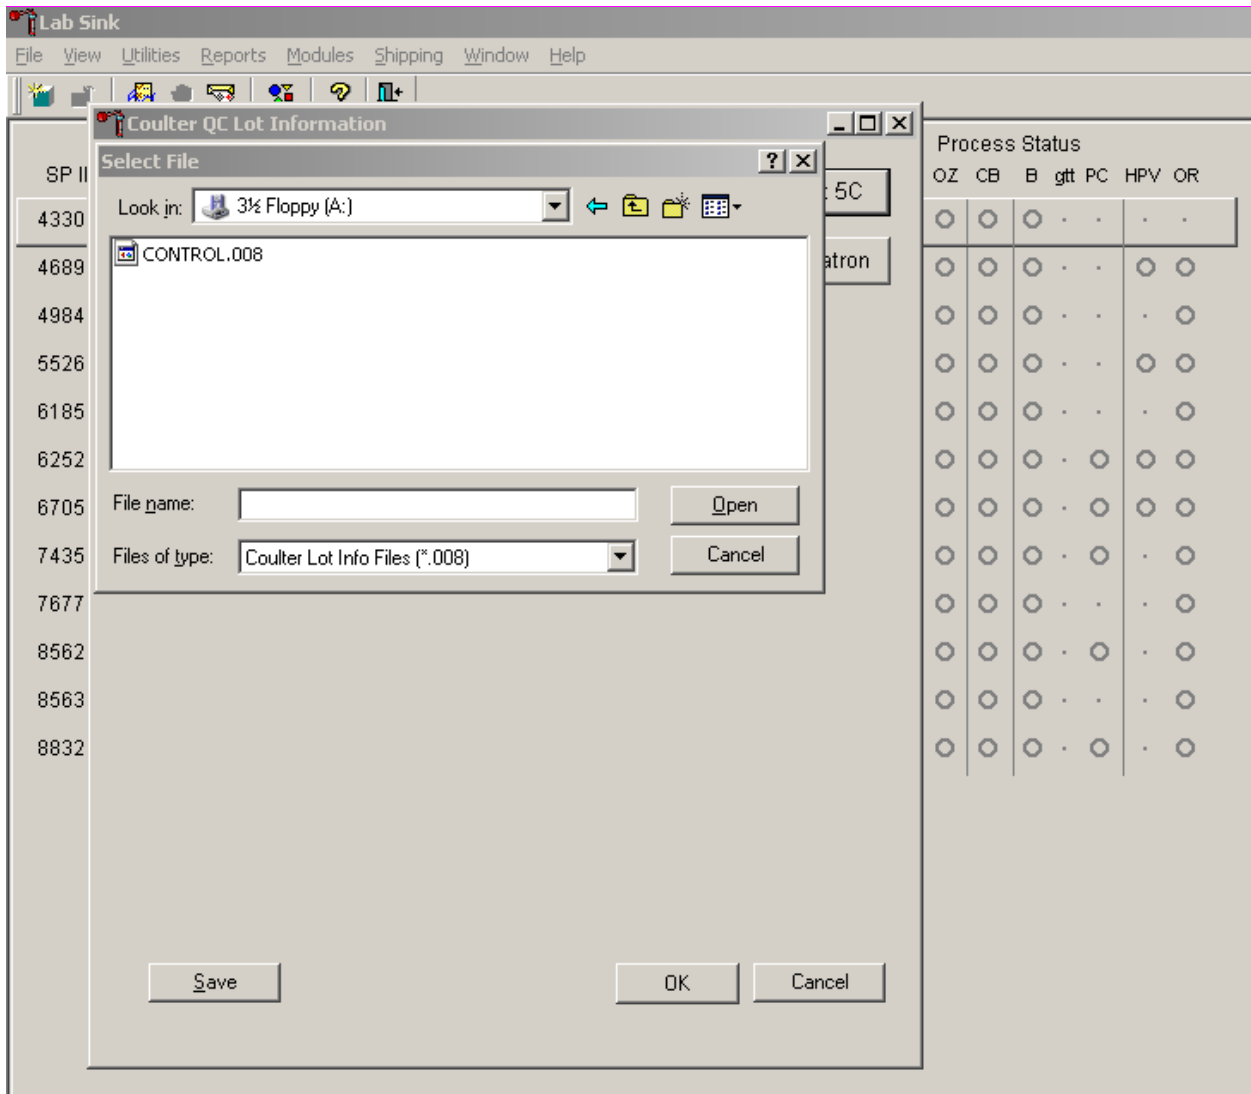 Lab Sink
File View Utilities Reports Modules Shipping Window Help
Coulter QC Lot Information
Select File
Look in: 3½ Floppy (A:)
CONTROL.008
File name:
Open
Files of type: Coulter Lot Info Files (*.008)
Cancel
5C
atron
Save
OK
Cancel
SP I
4330
4689
4984
5526
6185
6252
6705
7435
7677
8562
8563
8832
Process Status
OZ CB B gtt PC HPV OR